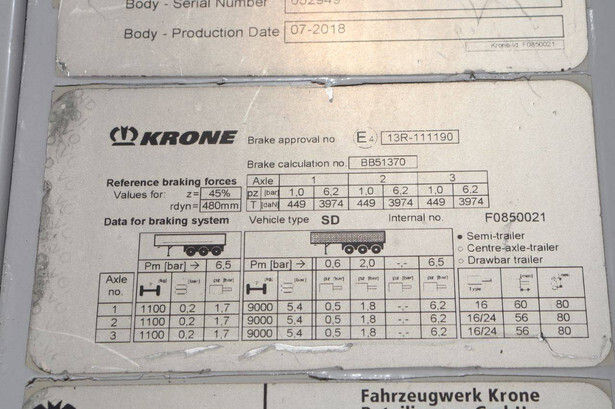 Body - Serial Number
Body - Production Date 07-2018
Krone-Id F0850021
KRONE
Brake approval no E4 13R-111190
Brake calculation no. BB51370
Reference braking forces
Values for: z= 45%
rdyn= 480mm
Axle 1 2 3
pz [bar] 1,0 6,2 1,0 6,2 1,0 6,2
T [daN] 449 3974 449 3974 449 3974
Data for braking system Vehicle type SD Internal no. F0850021
Semi-trailer
Centre-axle-trailer
Drawbar trailer
Pm [bar] → 6,5 Pm [bar] → 0,6 2,0 -.- 6,5
Axle no.
Type
1 1100 0,2 1,7 9000 5,4 0,5 1,8 -.- 6,2 16 60 80
2 1100 0,2 1,7 9000 5,4 0,5 1,8 -.- 6,2 16/24 56 80
3 1100 0,2 1,7 9000 5,4 0,5 1,8 -.- 6,2 16/24 56 80
Fahrzeugwerk Krone